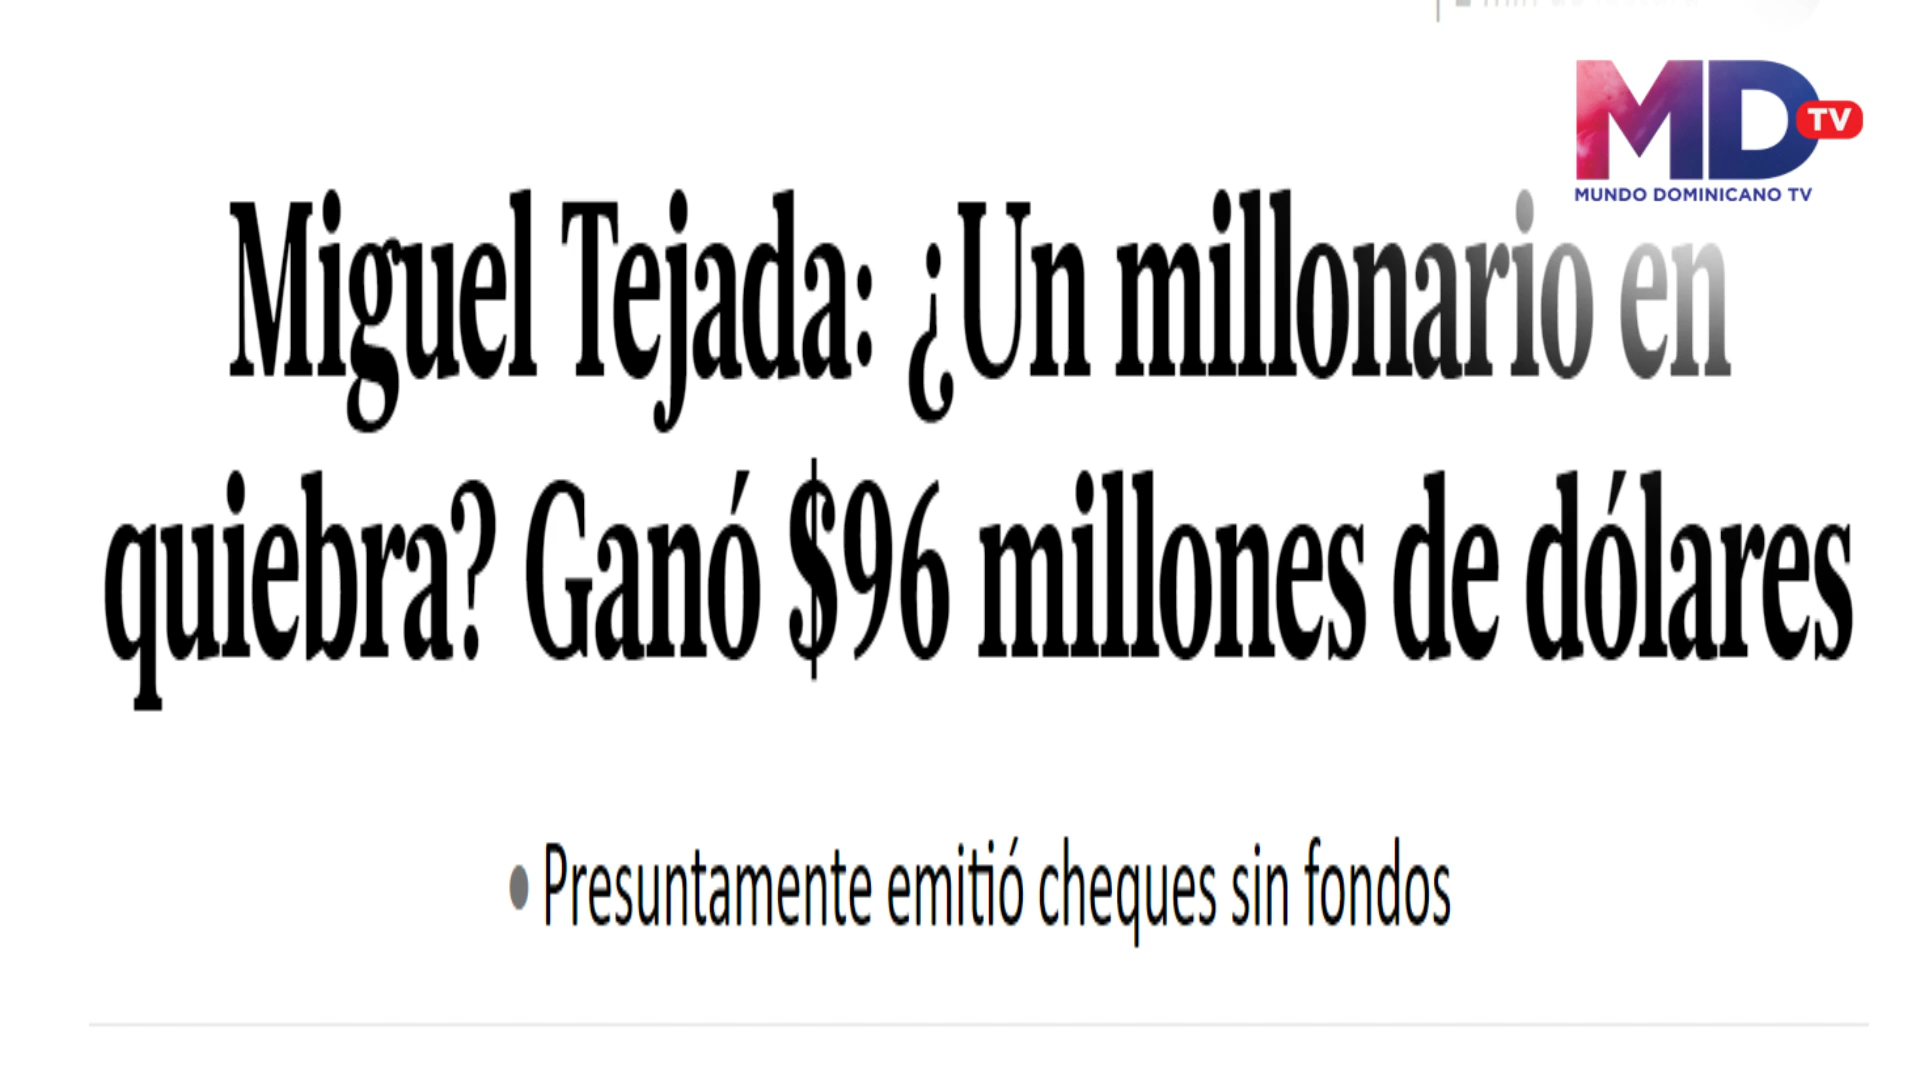 MD TV
MUNDO DOMINICANO TV
Miguel Tejada: ¿Un millonario en
quiebra? Ganó $96 millones de dólares
• Presuntamente emitió cheques sin fondos